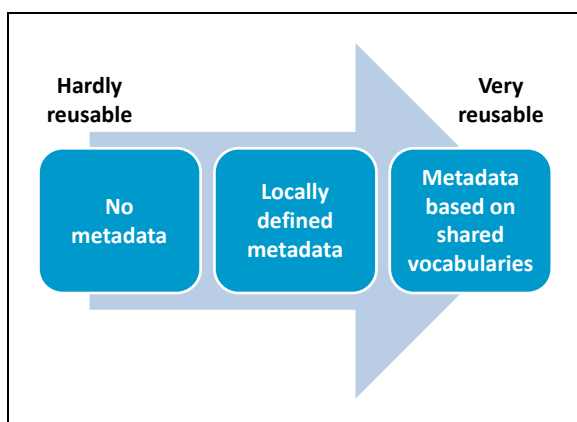 Hardly
reusable
Very
reusable
No
metadata
Locally
defined
metadata
Metadata
based on
shared
vocabularies